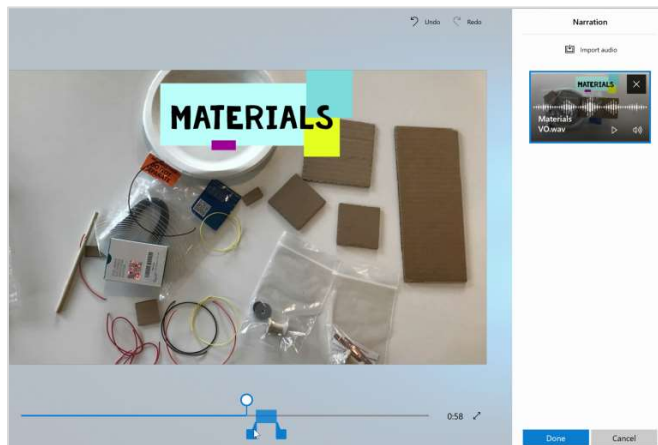 Undo Redo
Narration
Import audio
MATERIALS
MATERIALS
Materials
VO.wav
0:58
Done Cancel